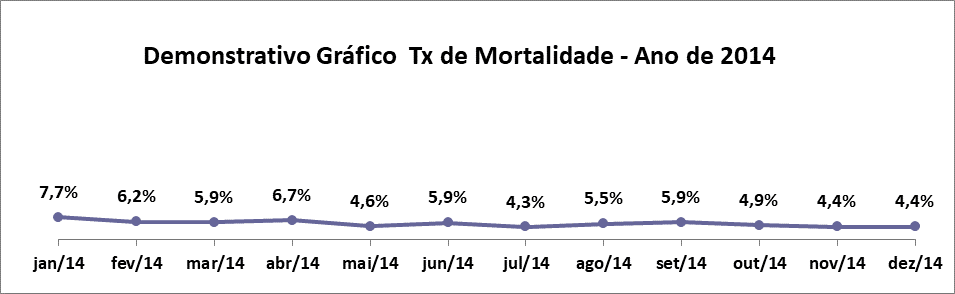 Demonstrativo Gráfico  Tx de Mortalidade - Ano de 2014
7,7% 6,2% 5,9% 6,7% 4,6% 5,9% 4,3% 5,5% 5,9% 4,9% 4,4% 4,4%
jan/14 fev/14 mar/14 abr/14 mai/14 jun/14 jul/14 ago/14 set/14 out/14 nov/14 dez/14